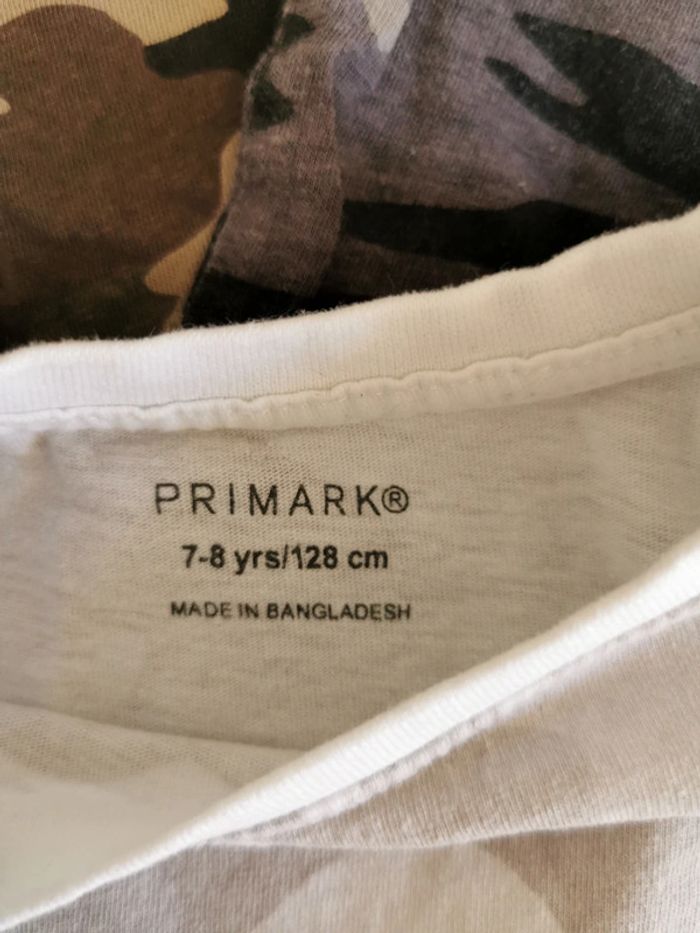 PRIMARK®
7-8 yrs/128 cm
MADE IN BANGLADESH